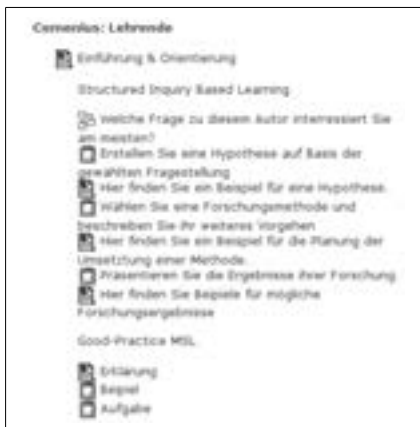 Comenius: Lehrende
Einführung & Orientierung
Structured Inquiry Based Learning
Welche Frage zu diesem Autor interressiert Sie
am meisten?
Erstellen Sie eine Hypothese auf Basis der
gewählten Fragestellung
Hier finden Sie ein Beispiel für eine Hypothese.
Wählen Sie eine Forschungsmethode und
beschreiben Sie ihr weiteres Vorgehen
Hier finden Sie ein Beispiel für die Planung der
Umsetzung einer Methode.
Präsentieren Sie die Ergebnisse ihrer Forschung
Hier finden Sie Beipiele für mögliche
Forschungsergebnisse
Good-Practice MSL
Erklärung
Beipiel
Aufgabe